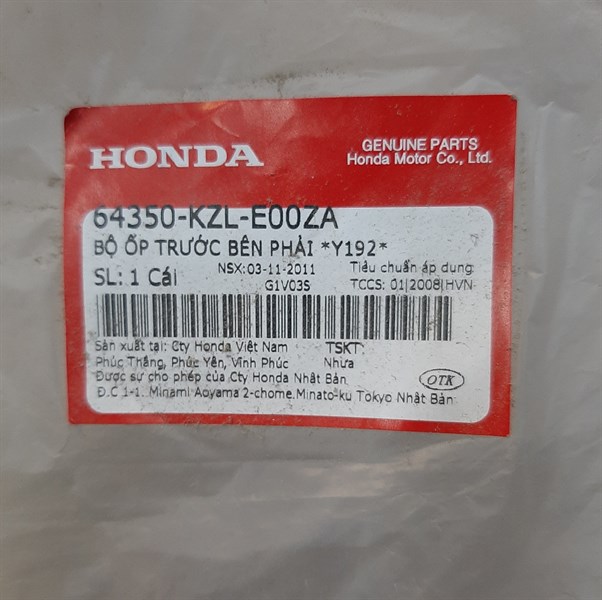 HONDA
GENUINE PARTS
Honda Motor Co., Ltd.
64350-KZL-E00ZA
BỘ ỐP TRƯỚC BÊN PHẢI *Y192*
SL: 1 Cái
NSX:03-11-2011
G1V03S
Tiêu chuẩn áp dụng
TCCS: 01|2008|HVN
Sản xuất tại: Cty Honda Việt Nam
Phúc Thắng, Phúc Yên, Vĩnh Phúc
Được sự cho phép của Cty Honda Nhật Bản
Đ.C 1-1. Minami Aoyama 2-chome.Minato-ku Tokyo Nhật Bản
TSKT:
Nhựa
OTK